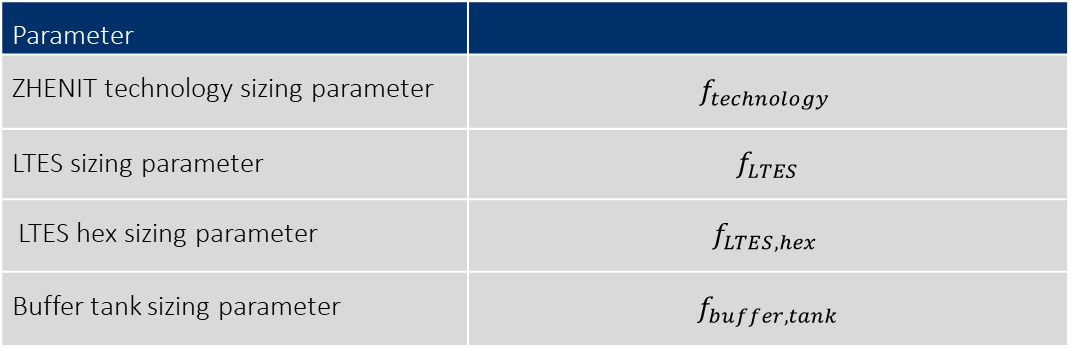 Parameter
ZHENIT technology sizing parameter f_technology
LTES sizing parameter f_LTES
LTES hex sizing parameter f_LTES,hex
Buffer tank sizing parameter f_buffer,tank